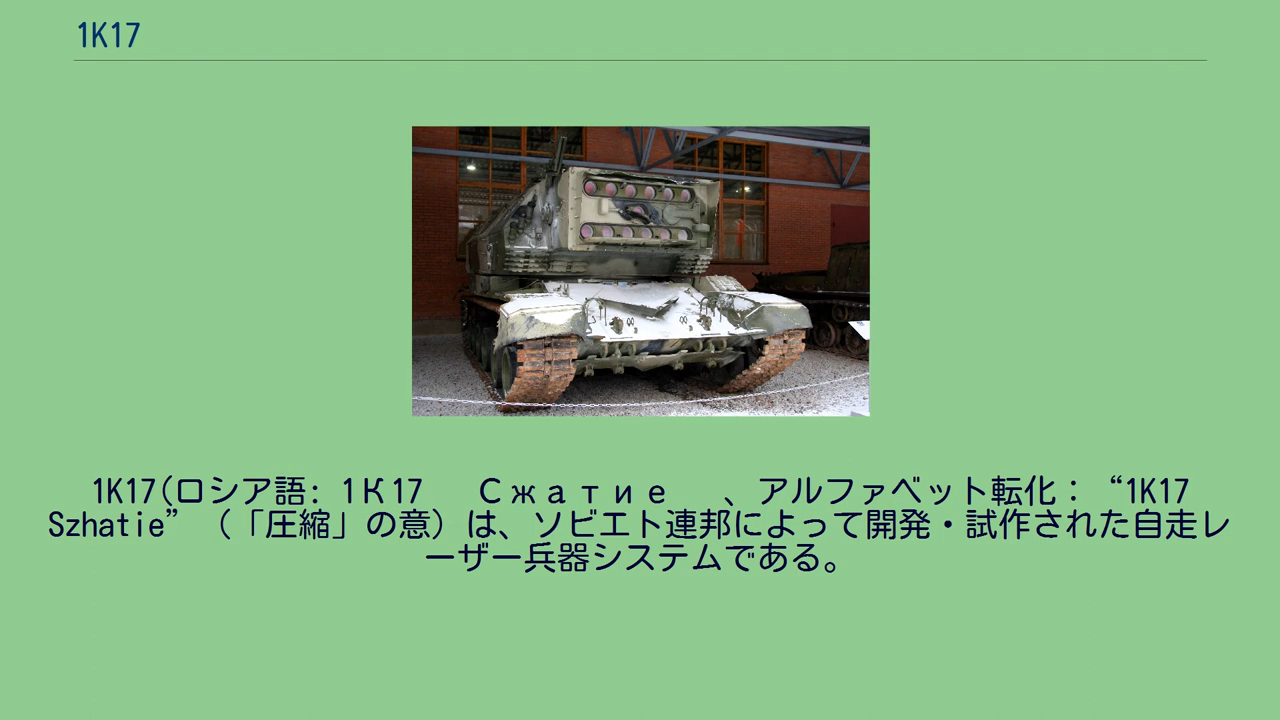 1K17
1K17(ロシア語: 1К17　Сжатие　、アルファベット転化：“1K17
Szhatie”（「圧縮」の意）は、ソビエト連邦によって開発・試作された自走レ
ーザー兵器システムである。